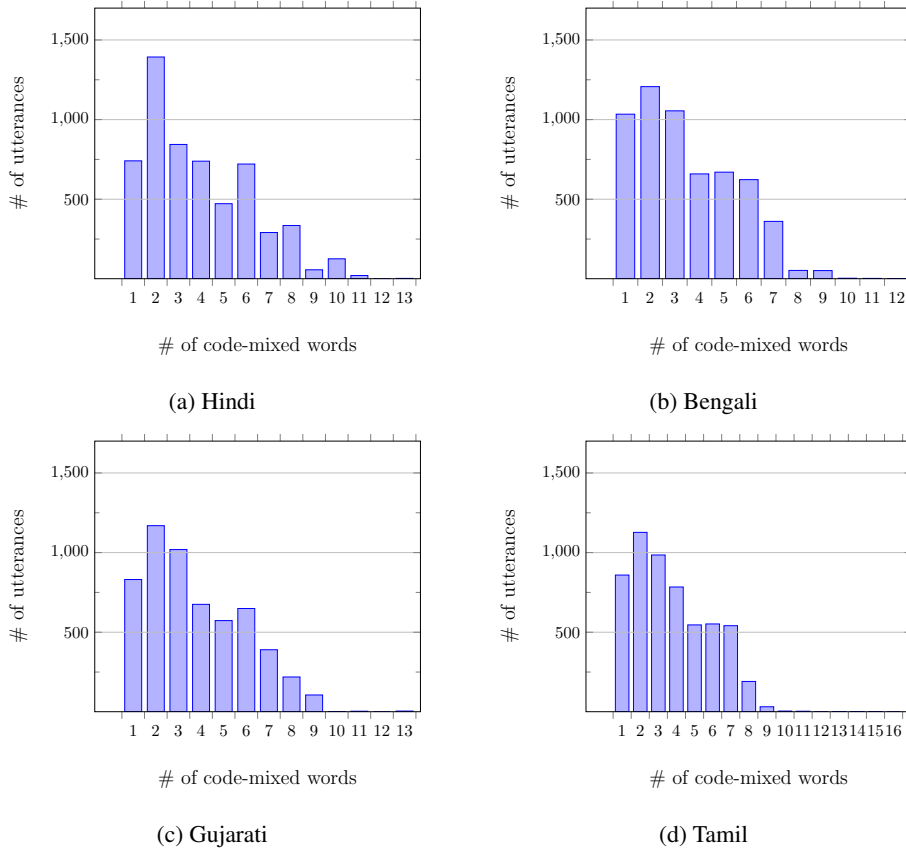 1,500
1,000
500
# of utterances
1 2 3 4 5 6 7 8 9 10 11 12 13
# of code-mixed words
(a) Hindi
1,500
1,000
500
# of utterances
1 2 3 4 5 6 7 8 9 10 11 12
# of code-mixed words
(b) Bengali
1,500
1,000
500
# of utterances
1 2 3 4 5 6 7 8 9 10 11 12 13
# of code-mixed words
(c) Gujarati
1,500
1,000
500
# of utterances
1 2 3 4 5 6 7 8 9 10 11 12 13 14 15 16
# of code-mixed words
(d) Tamil